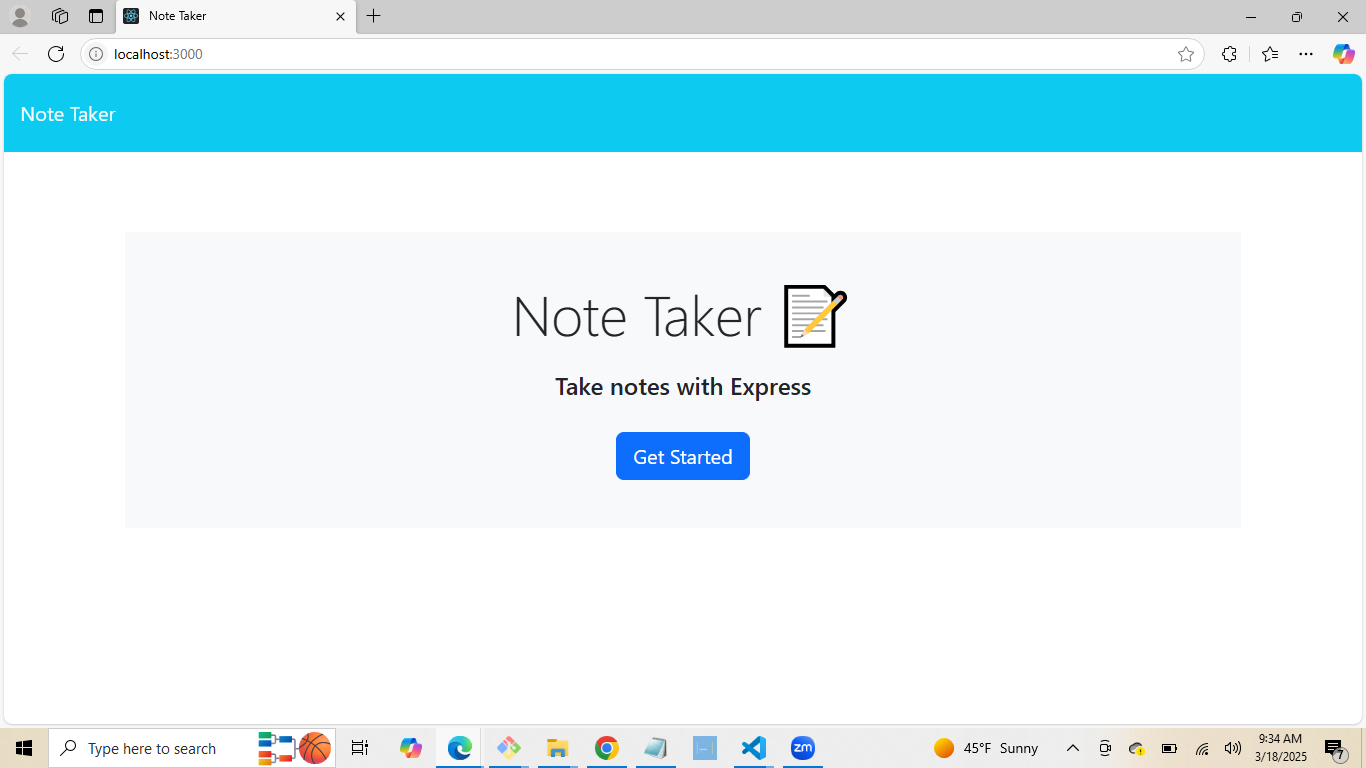 Note Taker
localhost:3000
Note Taker
Note Taker
Take notes with Express
Get Started
Type here to search
zm
45°F Sunny
9:34 AM
3/18/2025
7